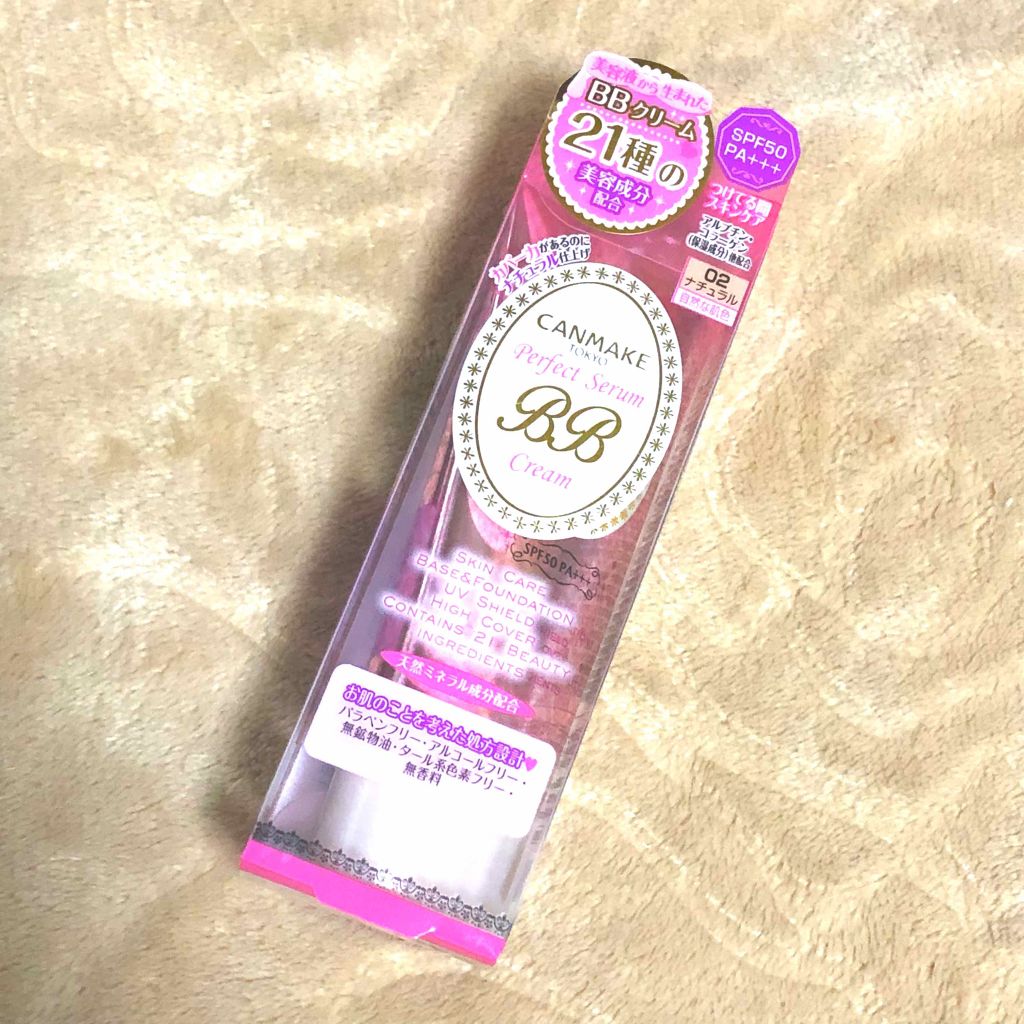 美容液から生まれた
BBクリーム
21種の
美容成分
配合
SPF50
PA+++
つけてる間
スキンケア
アルブチン・
コラーゲン
(保湿成分)他配合
02
ナチュラル
自然な肌色
カバー力があるのに
ナチュラル仕上げ
CANMAKE
TOKYO
Perfect Serum
BB
Cream
SPF50 PA+++
SKIN CARE
BASE&FOUNDATION
UV SHIELD
HIGH COVER
CONTAINS 21 BEAUTY
INGREDIENTS
天然ミネラル成分配合
お肌のことを考えた処方設計♥
パラベンフリー・アルコールフリー・
無鉱物油・タール系色素フリー・
無香料